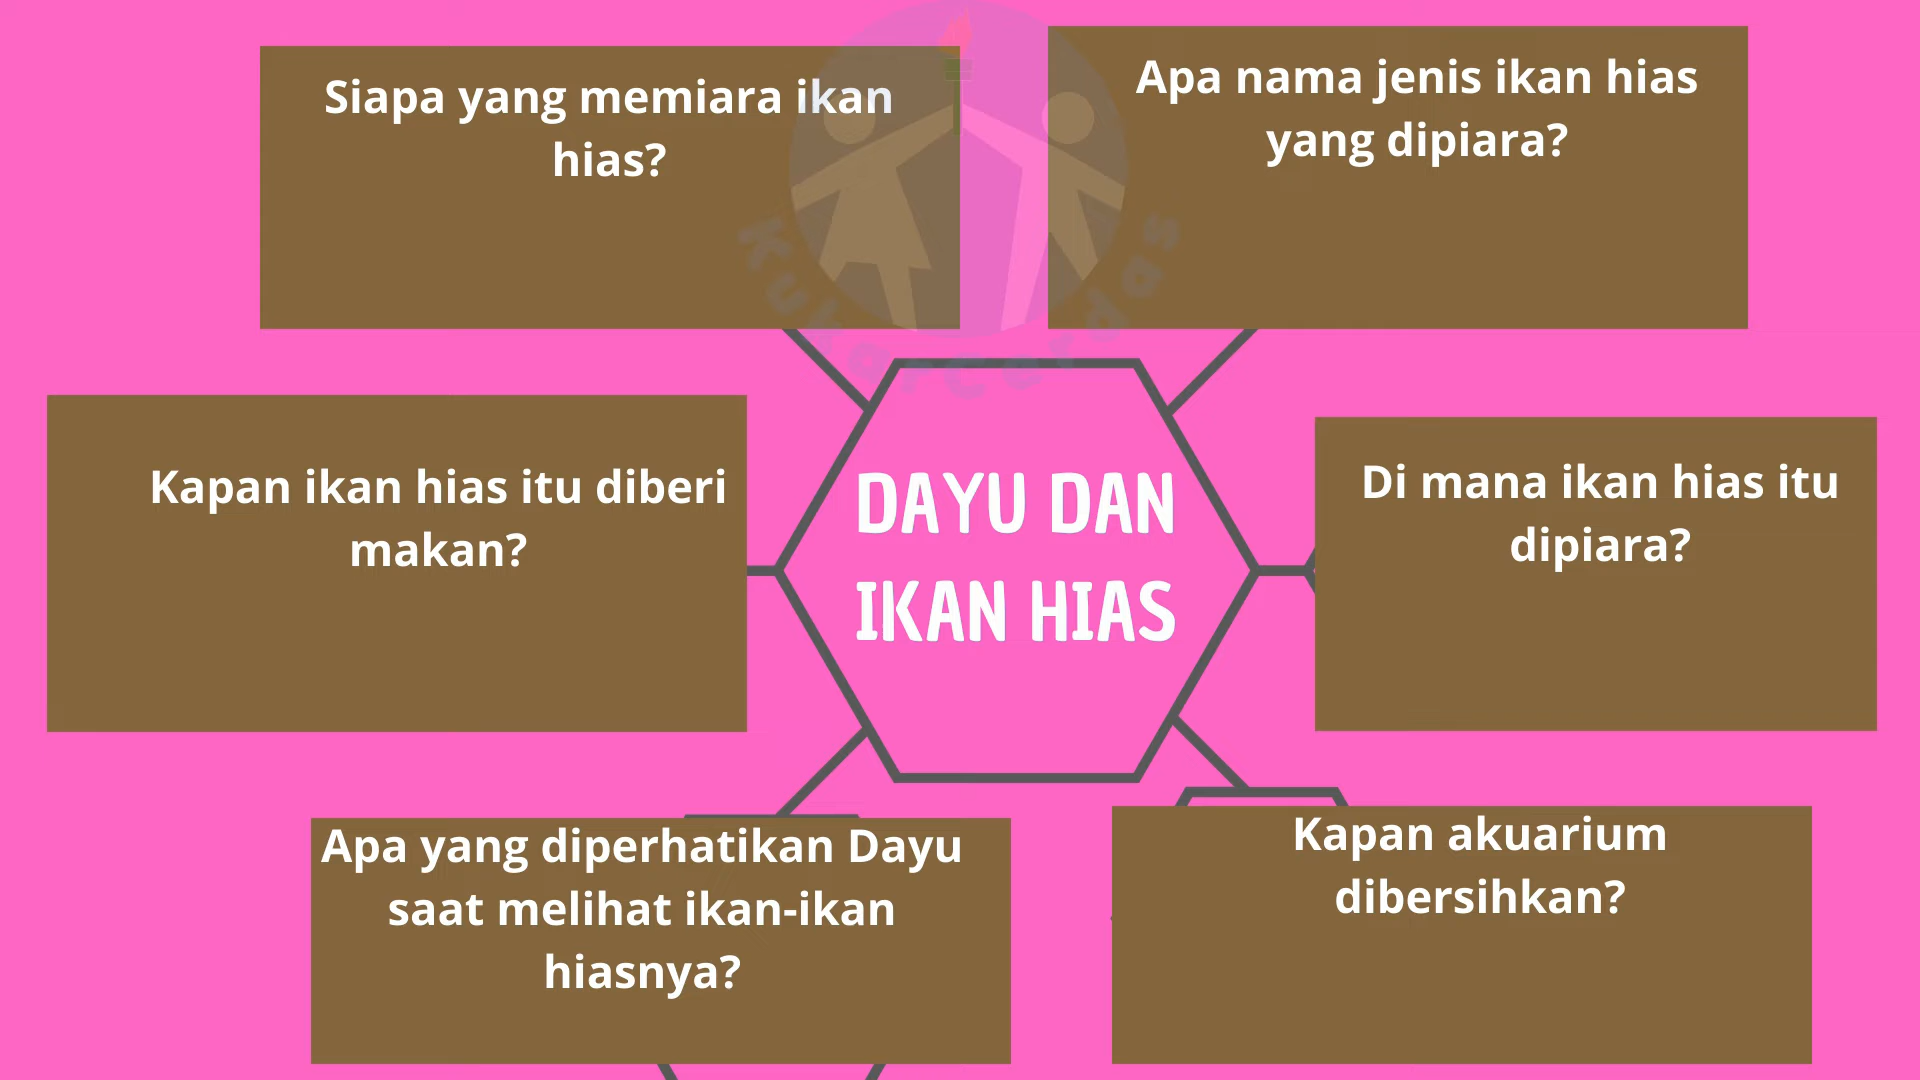 Siapa yang memiara ikan
hias?
Apa nama jenis ikan hias
yang dipiara?
KutarCerdas
Kapan ikan hias itu diberi
makan?
DAYU DAN
IKAN HIAS
Di mana ikan hias itu
dipiara?
Apa yang diperhatikan Dayu
saat melihat ikan-ikan
hiasnya?
Kapan akuarium
dibersihkan?